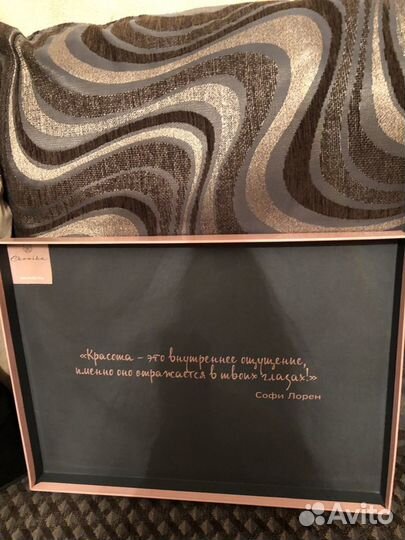 «Красота – это внутреннее ощущение,
именно оно отражается в твоих глазах!»
Софи Лорен
Avito